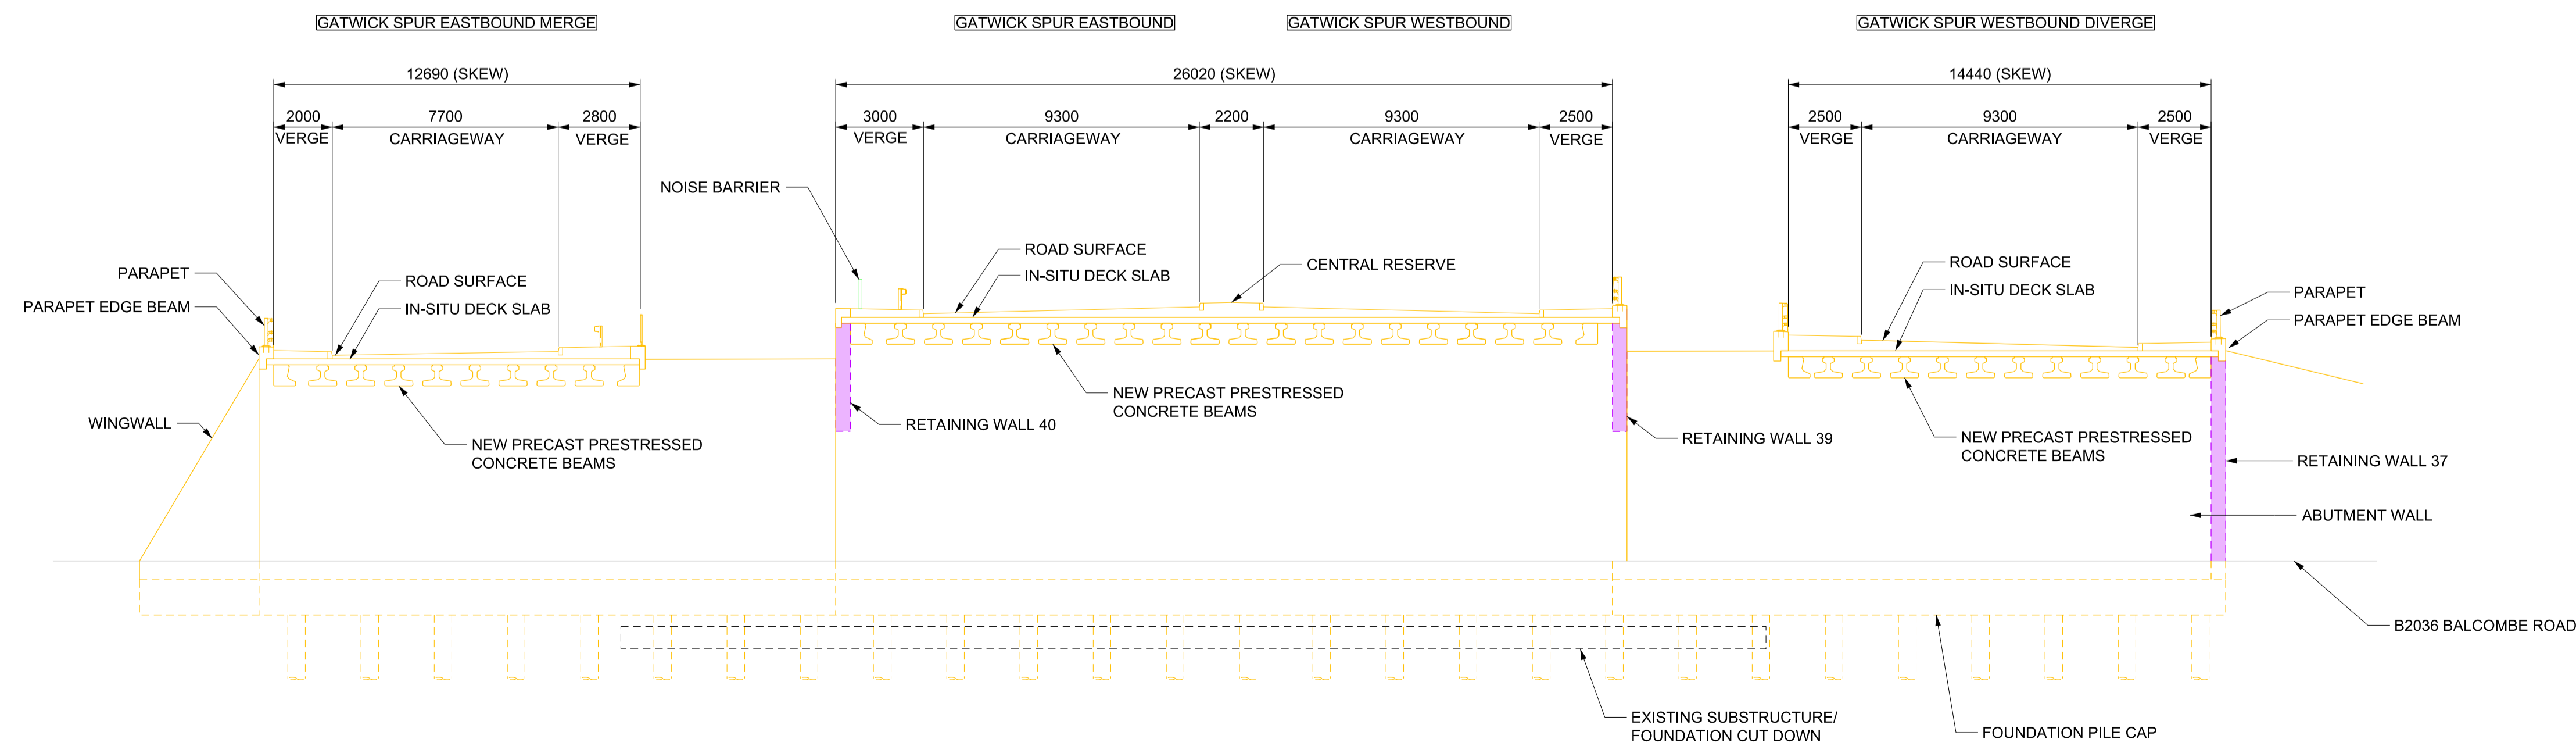 GATWICK SPUR EASTBOUND MERGE
GATWICK SPUR EASTBOUND
GATWICK SPUR WESTBOUND
GATWICK SPUR WESTBOUND DIVERGE
12690 (SKEW)
26020 (SKEW)
14440 (SKEW)
2000
7700
2800
3000
9300
2200
9300
2500
2500
9300
2500
VERGE
CARRIAGEWAY
VERGE
VERGE
CARRIAGEWAY
CARRIAGEWAY
VERGE
VERGE
CARRIAGEWAY
VERGE
NOISE BARRIER
PARAPET
PARAPET EDGE BEAM
ROAD SURFACE
IN-SITU DECK SLAB
ROAD SURFACE
IN-SITU DECK SLAB
CENTRAL RESERVE
ROAD SURFACE
IN-SITU DECK SLAB
PARAPET
PARAPET EDGE BEAM
WINGWALL
NEW PRECAST PRESTRESSED
CONCRETE BEAMS
RETAINING WALL 40
NEW PRECAST PRESTRESSED
CONCRETE BEAMS
RETAINING WALL 39
NEW PRECAST PRESTRESSED
CONCRETE BEAMS
RETAINING WALL 37
ABUTMENT WALL
B2036 BALCOMBE ROAD
EXISTING SUBSTRUCTURE/
FOUNDATION CUT DOWN
FOUNDATION PILE CAP